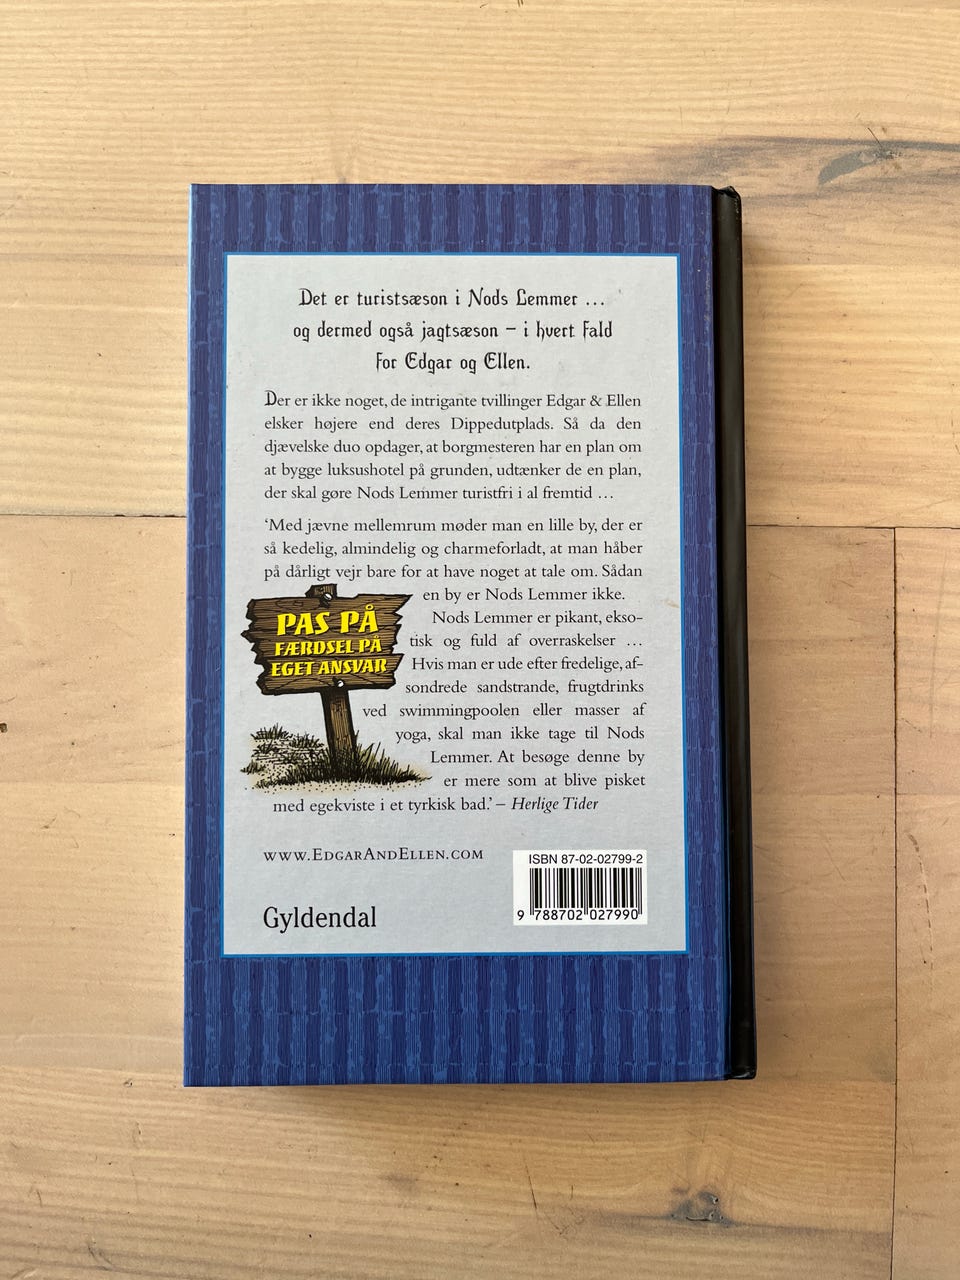 Det er turistsæson i Nods Lemmer ...
og dermed også jagtsæson – i hvert fald
for Edgar og Ellen.
Der er ikke noget, de intrigante tvillinger Edgar & Ellen
elsker højere end deres Dippedutplads. Så da den
djævelske duo opdager, at borgmesteren har en plan om
at bygge luksushotel på grunden, udtænker de en plan,
der skal gøre Nods Lemmer turistfri i al fremtid ...
‘Med jævne mellemrum møder man en lille by, der er
så kedelig, almindelig og charmeforladt, at man håber
på dårligt vejr bare for at have noget at tale om. Sådan
en by er Nods Lemmer ikke.
Nods Lemmer er pikant, ekso-
tisk og fuld af overraskelser ...
Hvis man er ude efter fredelige, af-
sondrede sandstrande, frugtdrinks
ved swimmingpoolen eller masser af
yoga, skal man ikke tage til Nods
Lemmer. At besøge denne by
er mere som at blive pisket
med egekviste i et tyrkisk bad.’ – Herlige Tider
PAS PÅ
FÆRDSEL PÅ
EGET ANSVAR
WWW.EDGARANDELLEN.COM
ISBN 87-02-02799-2
9 788702 027990
Gyldendal